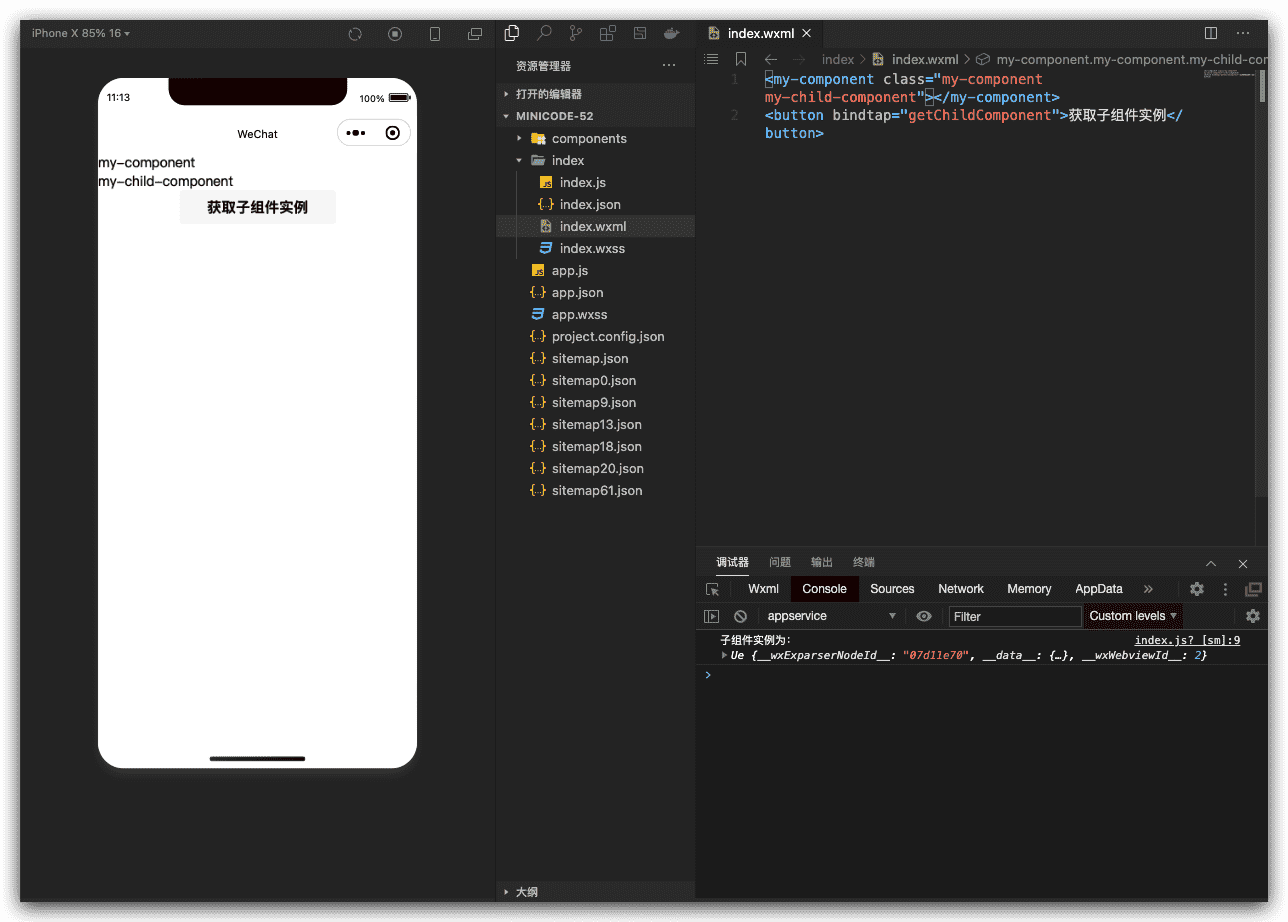 iPhone X 85% 16
11:13
100%
WeChat
my-component
my-child-component
获取子组件实例
资源管理器
打开的编辑器
MINICODE-52
components
index
index.js
index.json
index.wxml
index.wxss
app.js
app.json
app.wxss
project.config.json
sitemap.json
sitemap0.json
sitemap9.json
sitemap13.json
sitemap18.json
sitemap20.json
sitemap61.json
大纲
index.wxml
index > index.wxml > my-component.my-component.my-child-cor
1 <my-component class="my-component
my-child-component"></my-component>
2 <button bindtap="getChildComponent">获取子组件实例</
button>
调试器 问题 输出 终端
Wxml Console Sources Network Memory AppData
appservice Filter Custom levels
子组件实例为: index.js? [sm]:9
Ue {__wxExparserNodeId__: "07d11e70", __data__: {…}, __wxWebviewId__: 2}